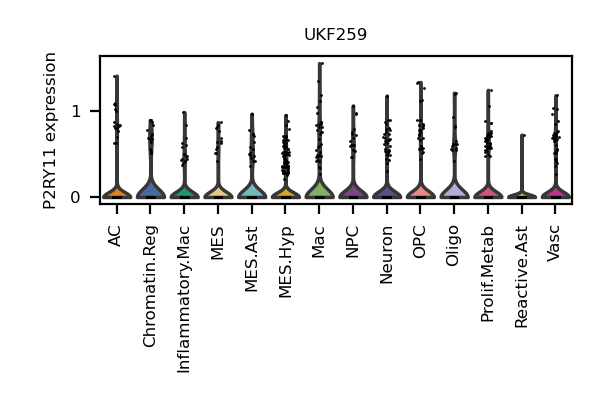 UKF259
P2RY11 expression
1
0
AC
Chromatin.Reg
Inflammatory.Mac
MES
MES.Ast
MES.Hyp
Mac
NPC
Neuron
OPC
Oligo
Prolif.Metab
Reactive.Ast
Vasc